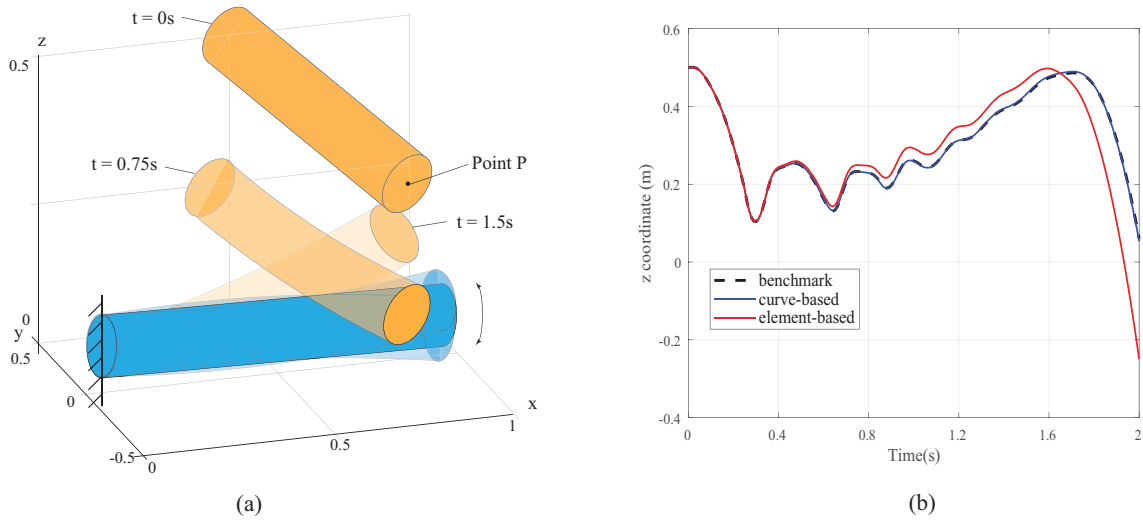 t = 0s
z
0.5
Point P
t = 0.75s
t = 1.5s
0
y
0.5
0
x
1
0.5
-0.5
0
(a)
0.6
0.4
0.2
0
-0.2
-0.4
z coordinate (m)
benchmark
curve-based
element-based
0
0.4
0.8
1.2
1.6
2
Time(s)
(b)